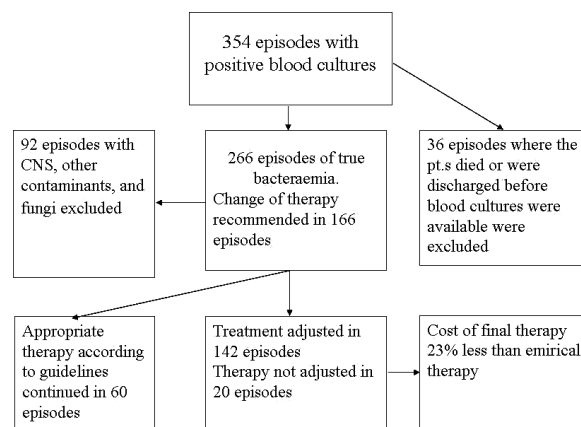 354 episodes with
positive blood cultures
92 episodes with
CNS, other
contaminants, and
fungi excluded
266 episodes of true
bacteraemia.
Change of therapy
recommended in 166
episodes
36 episodes where the
pt.s died or were
discharged before
blood cultures were
available were
excluded
Appropriate
therapy according
to guidelines
continued in 60
episodes
Treatment adjusted in
142 episodes
Therapy not adjusted in
20 episodes
Cost of final therapy
23% less than emirical
therapy